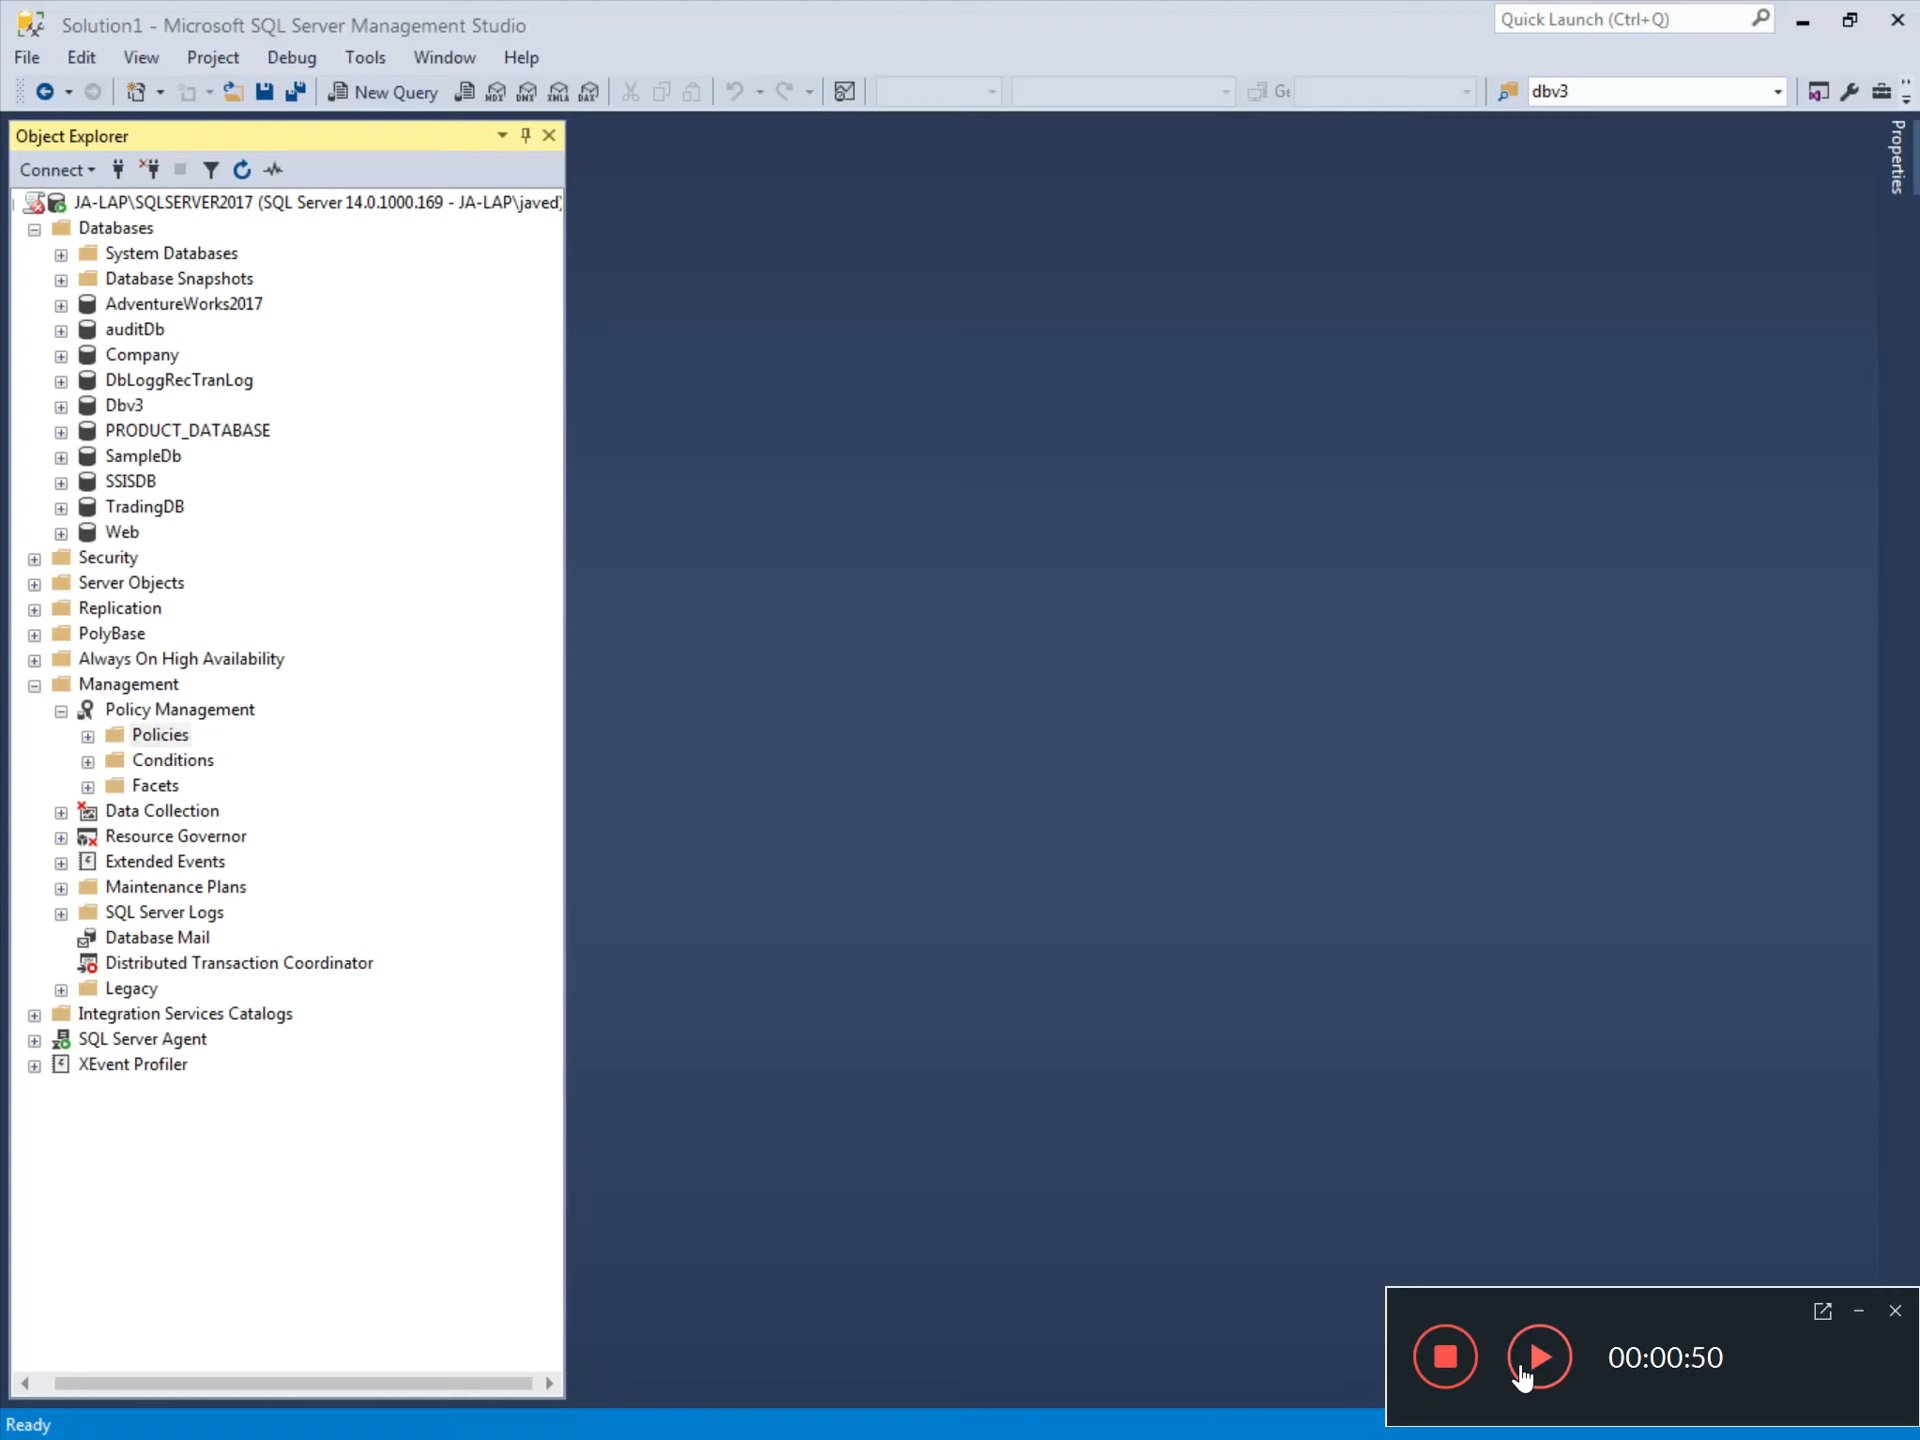 Solution1 - Microsoft SQL Server Management Studio
Quick Launch (Ctrl+Q)
File Edit View Project Debug Tools Window Help
New Query MDX DMX XMLA DAX Ge dbv3
Object Explorer
Properties
Connect
JA-LAP\SQLSERVER2017 (SQL Server 14.0.1000.169 - JA-LAP\javed)
Databases
System Databases
Database Snapshots
AdventureWorks2017
auditDb
Company
DbLoggRecTranLog
Dbv3
PRODUCT_DATABASE
SampleDb
SSISDB
TradingDB
Web
Security
Server Objects
Replication
PolyBase
Always On High Availability
Management
Policy Management
Policies
Conditions
Facets
Data Collection
Resource Governor
Extended Events
Maintenance Plans
SQL Server Logs
Database Mail
Distributed Transaction Coordinator
Legacy
Integration Services Catalogs
SQL Server Agent
XEvent Profiler
00:00:50
Ready